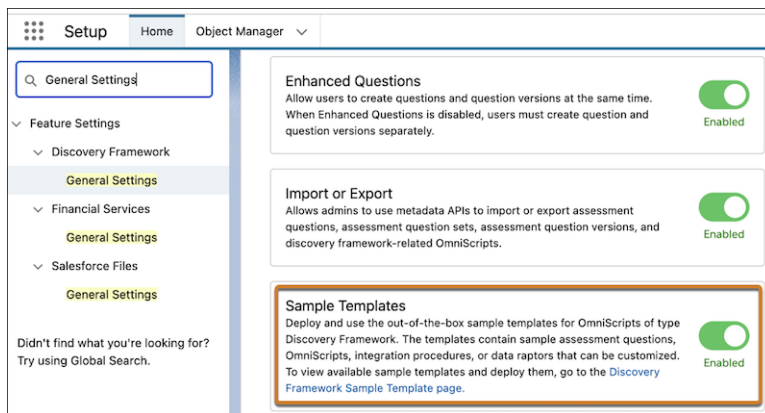 Setup
Home
Object Manager
General Settings
Feature Settings
Discovery Framework
General Settings
Financial Services
General Settings
Salesforce Files
General Settings
Didn't find what you're looking for?
Try using Global Search.
Enhanced Questions
Allow users to create questions and question versions at the same time.
When Enhanced Questions is disabled, users must create question and
question versions separately.
Enabled
Import or Export
Allows admins to use metadata APIs to import or export assessment
questions, assessment question sets, assessment question versions, and
discovery framework-related OmniScripts.
Enabled
Sample Templates
Deploy and use the out-of-the-box sample templates for OmniScripts of type
Discovery Framework. The templates contain sample assessment questions,
OmniScripts, integration procedures, or data raptors that can be customized.
To view available sample templates and deploy them, go to the Discovery
Framework Sample Template page.
Enabled